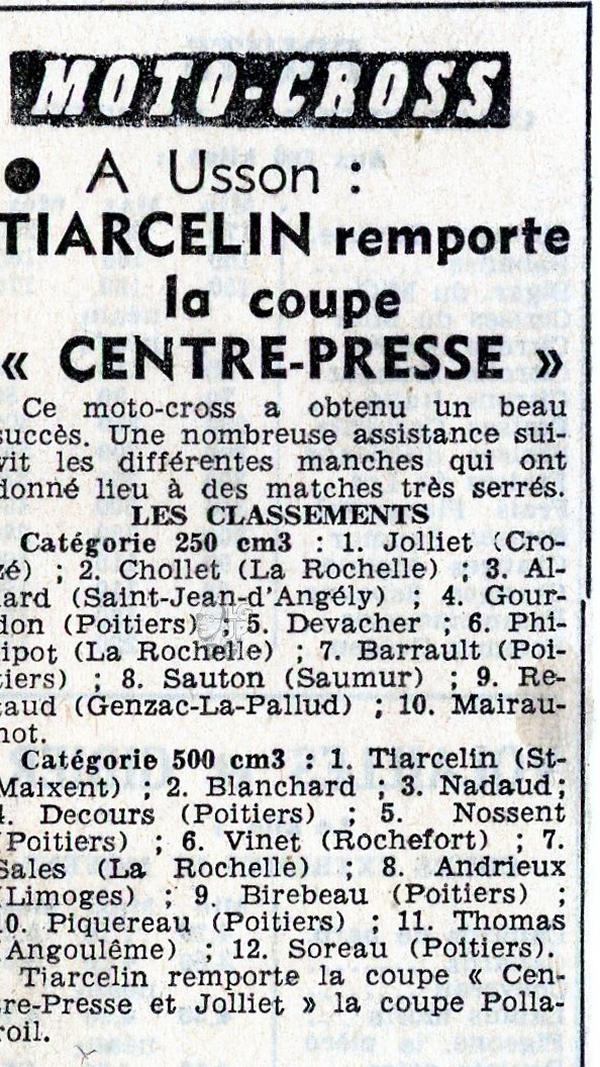 MOTO-CROSS
● A Usson :
TIARCELIN remporte
la coupe
« CENTRE-PRESSE »
Ce moto-cross a obtenu un beau
succès. Une nombreuse assistance sui-
vit les différentes manches qui ont
donné lieu à des matches très serrés.
LES CLASSEMENTS
Catégorie 250 cm3 : 1. Jolliet (Cro-
zé) ; 2. Chollet (La Rochelle) ; 3. Al-
lard (Saint-Jean-d'Angély) ; 4. Gour-
don (Poitiers) ; 5. Devacher ; 6. Phi-
lipot (La Rochelle) ; 7. Barrault (Poi-
tiers) ; 8. Sauton (Saumur) ; 9. Re-
taud (Genzac-La-Pallud) ; 10. Mairau-
not.
Catégorie 500 cm3 : 1. Tiarcelin (St-
Maixent) ; 2. Blanchard ; 3. Nadaud ;
4. Decours (Poitiers) ; 5. Nossent
(Poitiers) ; 6. Vinet (Rochefort) ; 7.
Sales (La Rochelle) ; 8. Andrieux
(Limoges) ; 9. Birebeau (Poitiers) ;
10. Piquereau (Poitiers) ; 11. Thomas
(Angoulême) ; 12. Soreau (Poitiers).
Tiarcelin remporte la coupe « Cen-
tre-Presse et Jolliet » la coupe Polla-
roil.